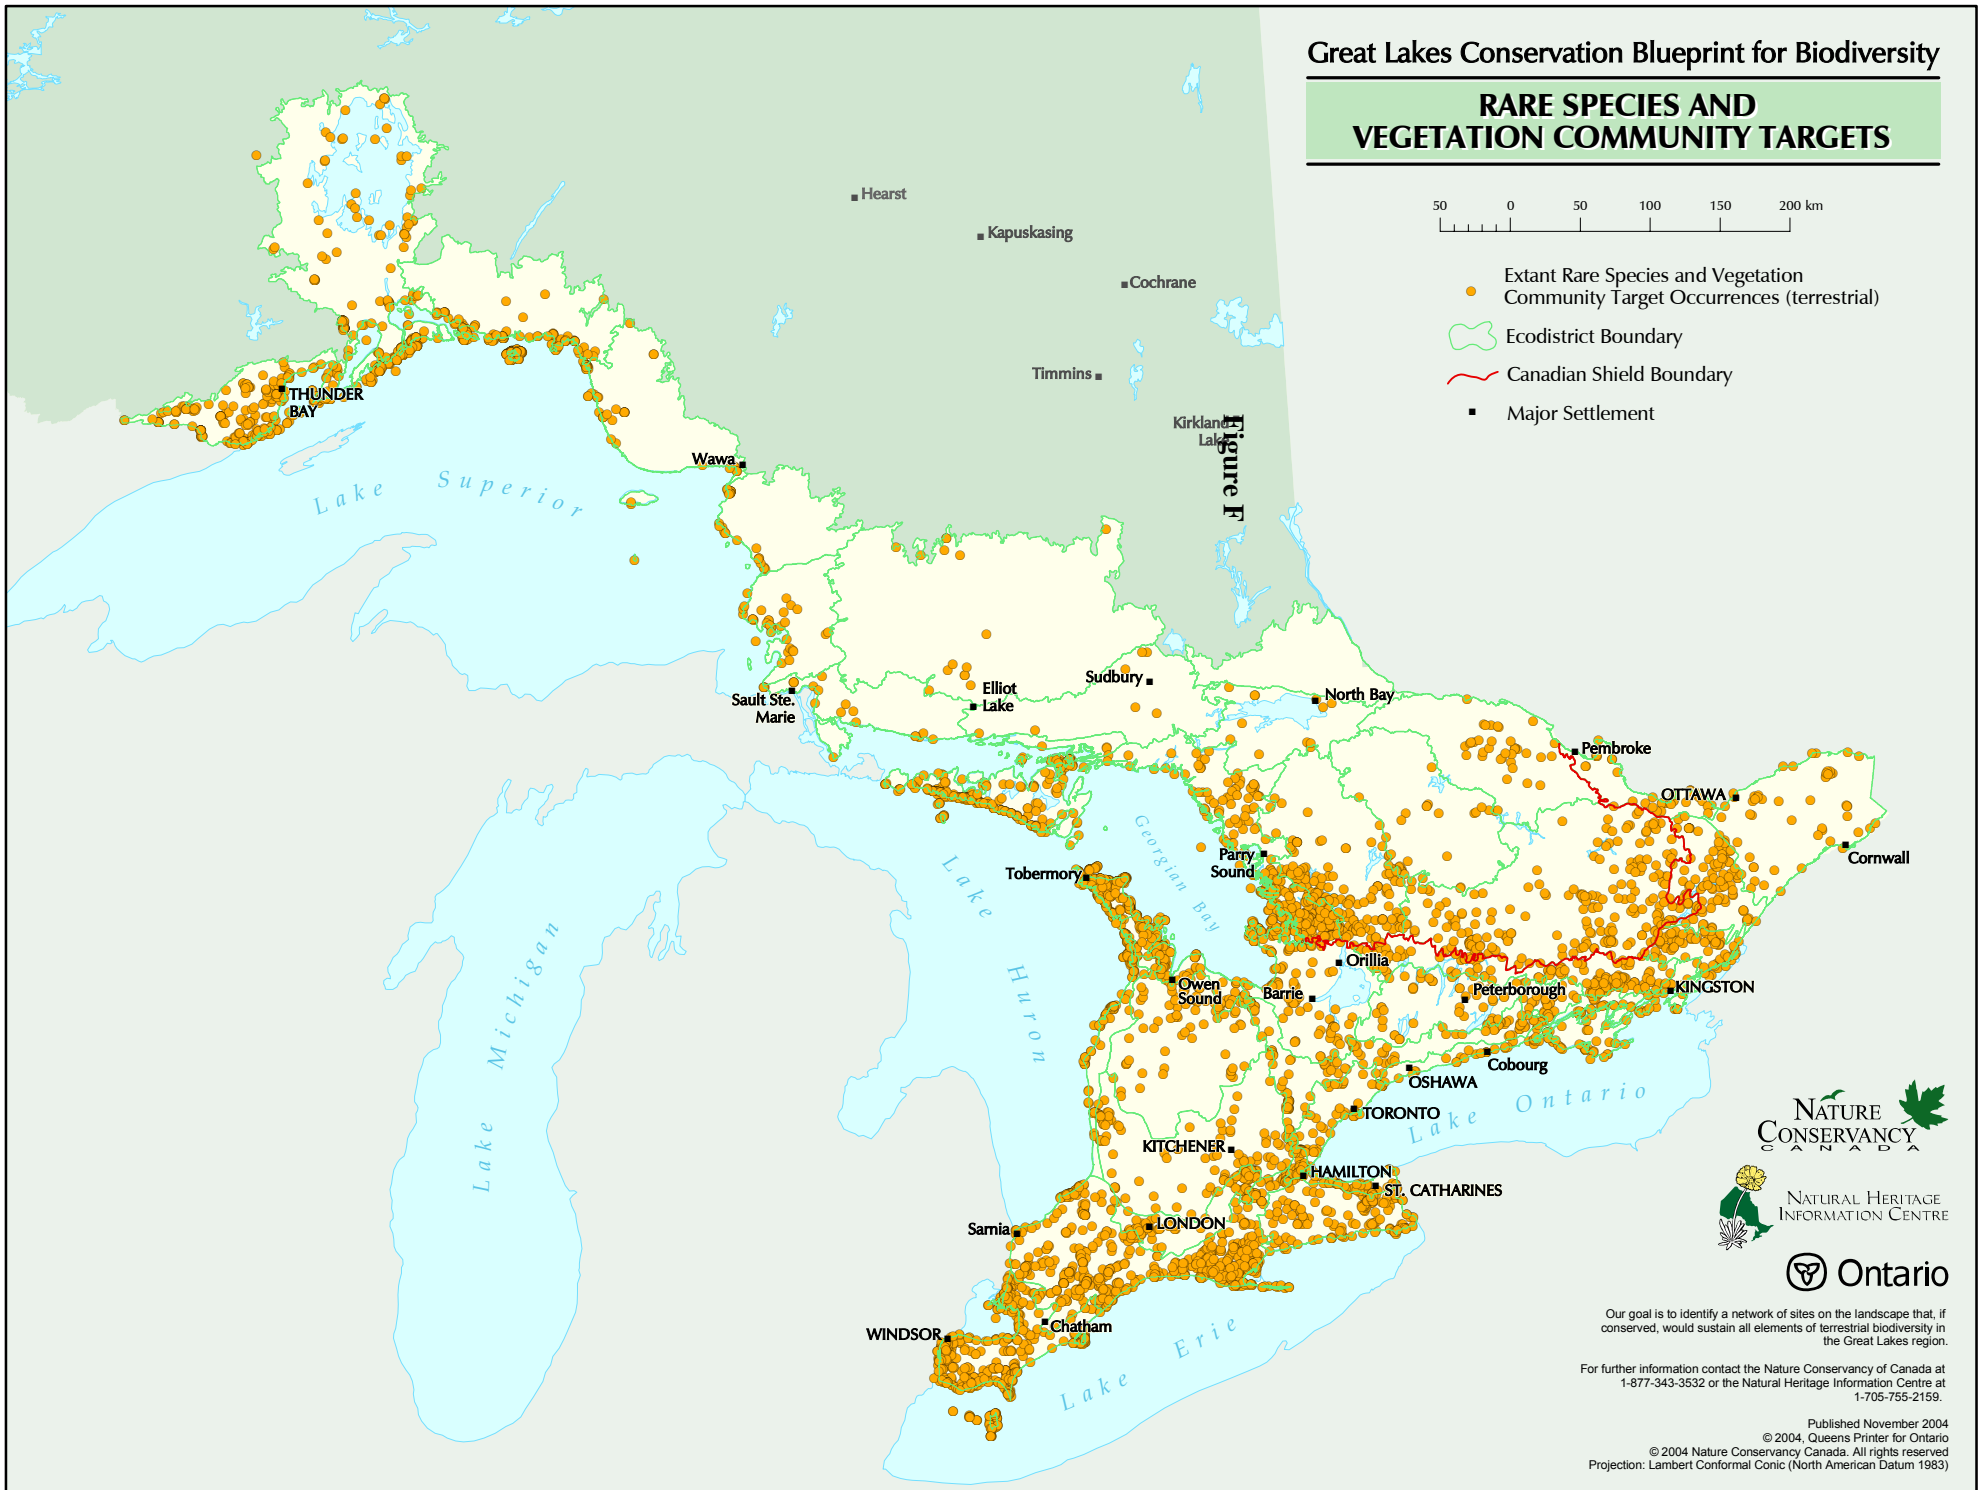 Great Lakes Conservation Blueprint for Biodiversity
RARE SPECIES AND
VEGETATION COMMUNITY TARGETS
50 0 50 100 150 200 km
Extant Rare Species and Vegetation
Community Target Occurrences (terrestrial)
Ecodistrict Boundary
Canadian Shield Boundary
Major Settlement
Hearst
Kapuskasing
Cochrane
Timmins
Kirkland
Lake
Figure F
THUNDER
BAY
Wawa
Lake Superior
Sault Ste.
Marie
Elliot
Lake
Sudbury
North Bay
Pembroke
OTTAWA
Cornwall
Parry
Sound
Georgian Bay
Tobermory
Lake Huron
Lake Michigan
Owen
Sound
Orillia
Barrie
Peterborough
KINGSTON
Cobourg
OSHAWA
TORONTO
Lake Ontario
KITCHENER
HAMILTON
ST. CATHARINES
LONDON
Sarnia
WINDSOR
Chatham
Lake Erie
NATURE
CONSERVANCY
CANADA
NATURAL HERITAGE
INFORMATION CENTRE
Ontario
Our goal is to identify a network of sites on the landscape that, if
conserved, would sustain all elements of terrestrial biodiversity in
the Great Lakes region.
For further information contact the Nature Conservancy of Canada at
1-877-343-3532 or the Natural Heritage Information Centre at
1-705-755-2159.
Published November 2004
© 2004, Queens Printer for Ontario
© 2004 Nature Conservancy Canada. All rights reserved
Projection: Lambert Conformal Conic (North American Datum 1983)